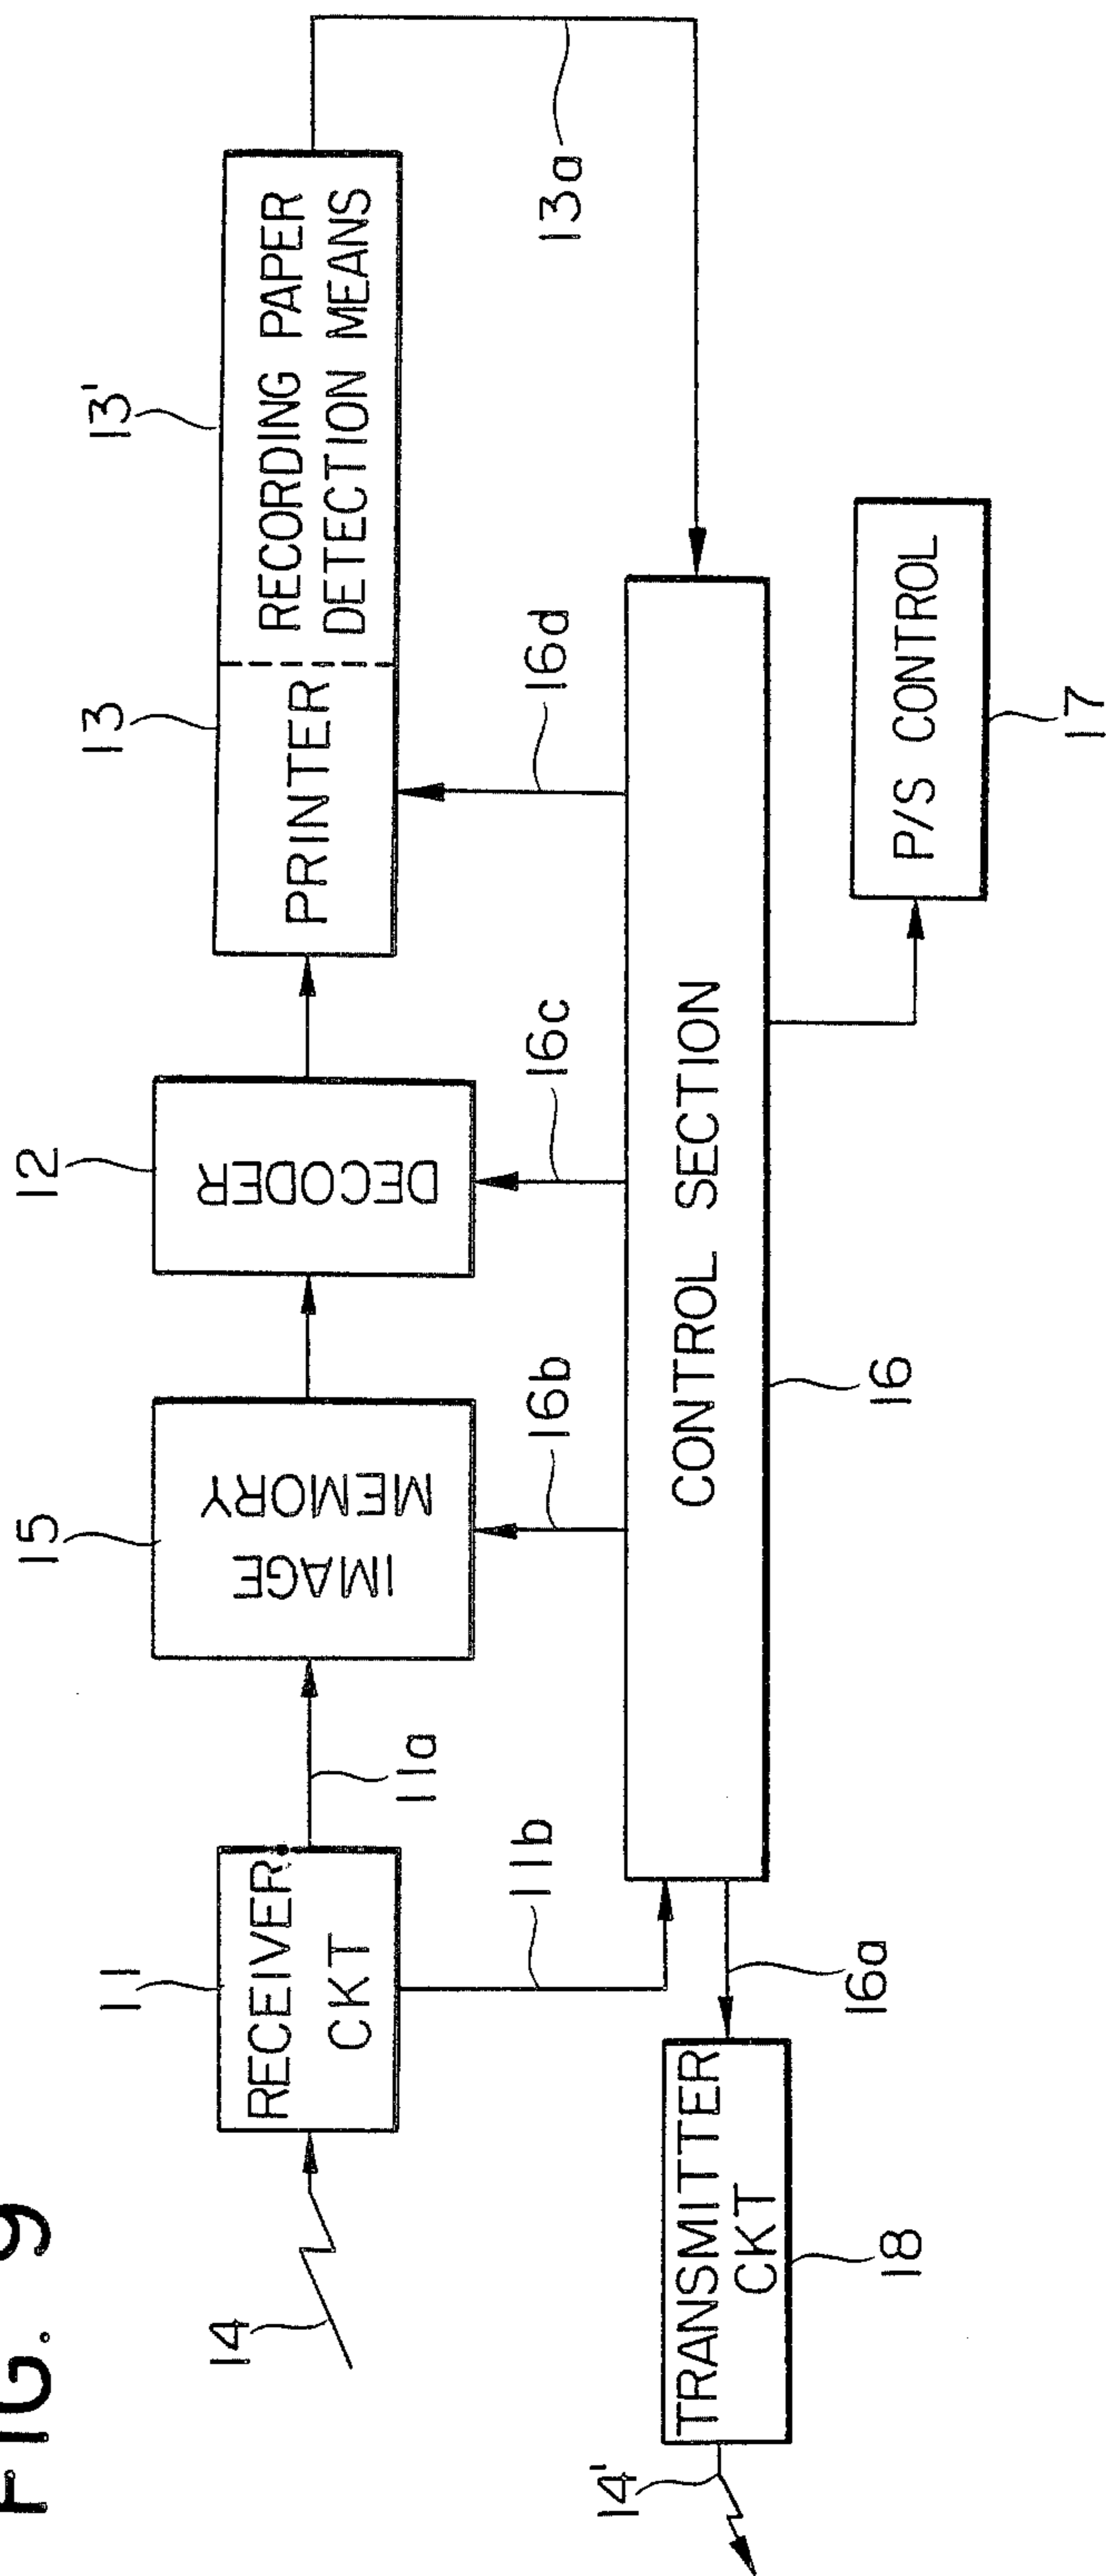 FIG. 9
14
11
RECEIVER
CKT
11a
11b
15
IMAGE
MEMORY
12
DECODER
13
PRINTER
13'
RECORDING PAPER
DETECTION MEANS
13a
16b
16c
16d
CONTROL SECTION
16
16a
TRANSMITTER
CKT
18
14'
P/S CONTROL
17